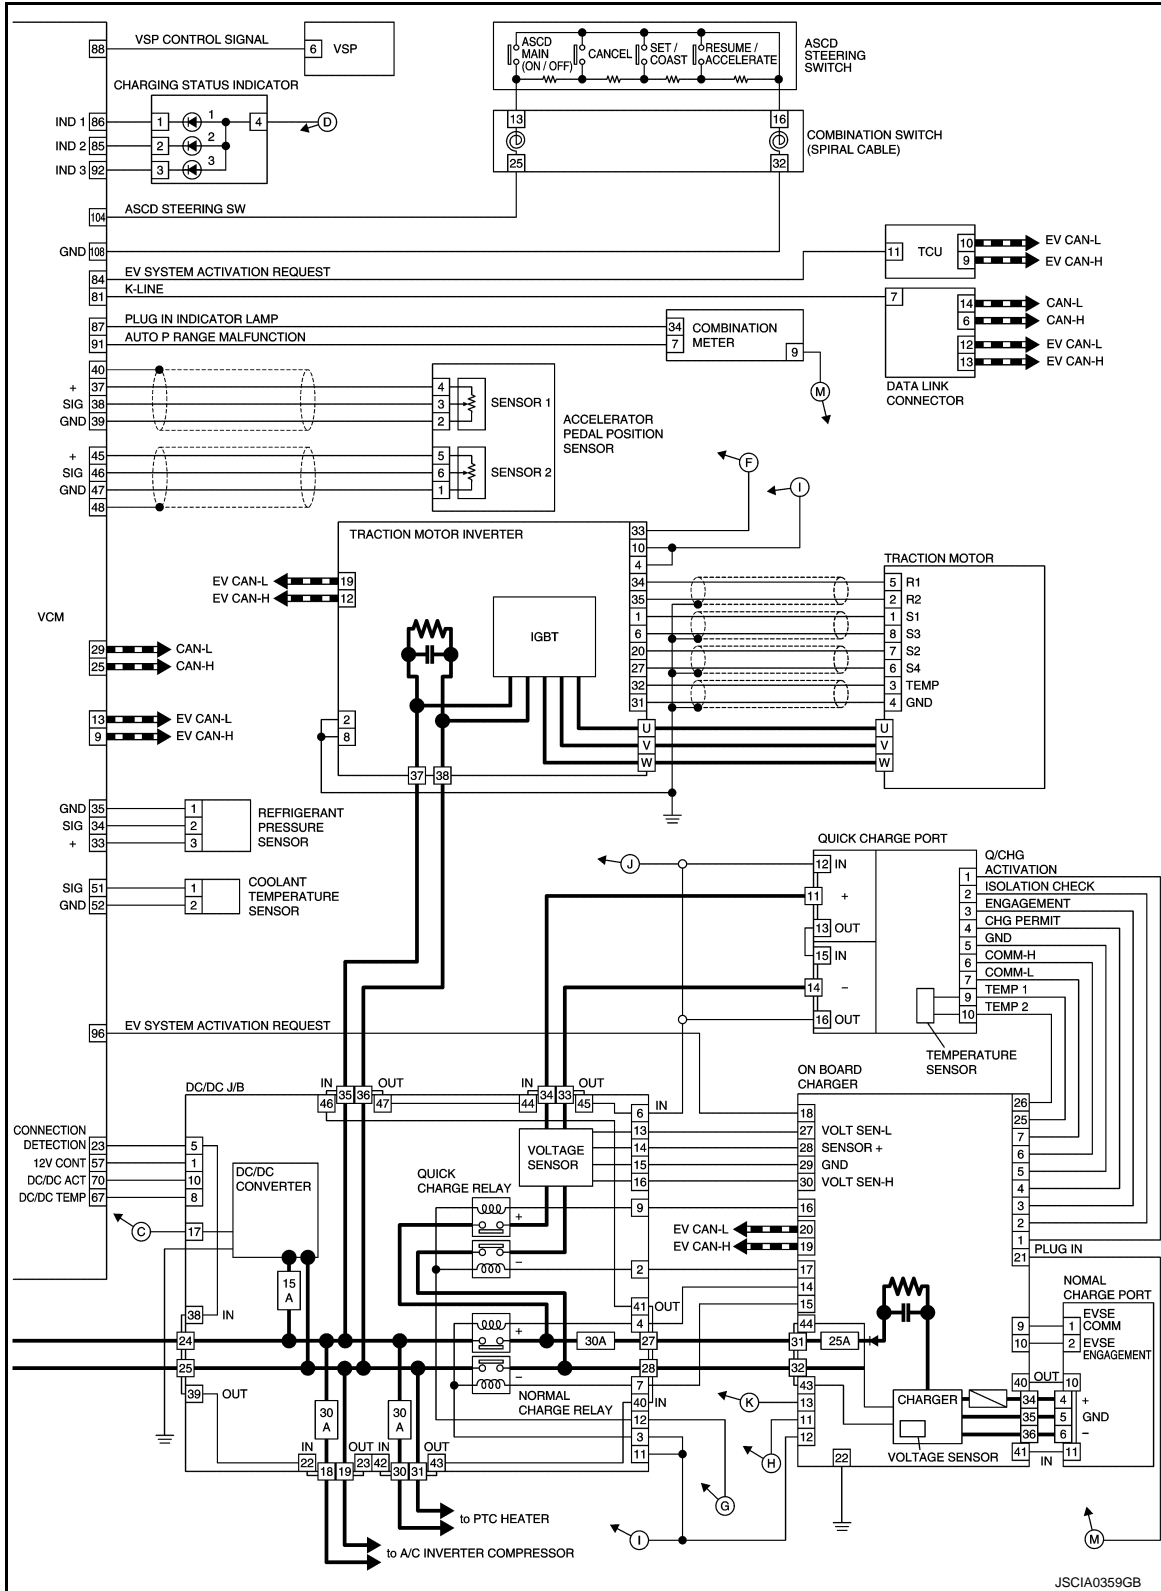 88 VSP CONTROL SIGNAL 6 VSP
CHARGING STATUS INDICATOR
IND 1 86 1 1 4 D
IND 2 85 2 2
IND 3 92 3 3
ASCD MAIN (ON / OFF)
CANCEL
SET / COAST
RESUME / ACCELERATE
ASCD STEERING SWITCH
13 16
25 32
COMBINATION SWITCH (SPIRAL CABLE)
104 ASCD STEERING SW
GND 108
84 EV SYSTEM ACTIVATION REQUEST
81 K-LINE
11 TCU 10 EV CAN-L
9 EV CAN-H
7 14 CAN-L
6 CAN-H
12 EV CAN-L
13 EV CAN-H
DATA LINK CONNECTOR
87 PLUG IN INDICATOR LAMP 34
91 AUTO P RANGE MALFUNCTION 7
COMBINATION METER
9
M
40
+ 37 4
SIG 38 3 SENSOR 1
GND 39 2
+ 45 5
SIG 46 6 SENSOR 2
GND 47 1
48
ACCELERATOR PEDAL POSITION SENSOR
F
I
TRACTION MOTOR INVERTER
33
10
4
TRACTION MOTOR
EV CAN-L 19
EV CAN-H 12
IGBT
34 5 R1
35 2 R2
1 1 S1
6 8 S3
20 7 S2
27 6 S4
32 3 TEMP
31 4 GND
U U
V V
W W
2
8
37 38
VCM
29 CAN-L
25 CAN-H
13 EV CAN-L
9 EV CAN-H
GND 35 1
SIG 34 2
+ 33 3
REFRIGERANT PRESSURE SENSOR
SIG 51 1
GND 52 2
COOLANT TEMPERATURE SENSOR
QUICK CHARGE PORT
J
12 IN
11 +
13 OUT
15 IN
14 −
16 OUT
Q/CHG ACTIVATION
1
ISOLATION CHECK
2
ENGAGEMENT
3
CHG PERMIT
4
GND
5
COMM-H
6
COMM-L
7
TEMP 1
9
TEMP 2
10
TEMPERATURE SENSOR
96 EV SYSTEM ACTIVATION REQUEST
DC/DC J/B
IN 35 36 OUT
46 47
IN 34 33 OUT
44 45
6 IN
13
14
15
16
VOLTAGE SENSOR
CONNECTION DETECTION 23 5
12V CONT 57 1
DC/DC ACT 70 10
DC/DC TEMP 67 8
C 17
DC/DC CONVERTER
QUICK CHARGE RELAY
+
−
9
2
15 A
38 IN
24
25
39 OUT
41 OUT
4
+
30A 27
28
−
7
NORMAL CHARGE RELAY
40 IN
12
3
11
30 A
30 A
IN OUT IN OUT
22 18 19 23 42 30 31 43
to PTC HEATER
to A/C INVERTER COMPRESSOR
G
I
H
K
ON BOARD CHARGER
18
27 VOLT SEN-L
28 SENSOR +
29 GND
30 VOLT SEN-H
16
EV CAN-L 20
EV CAN-H 19
17
14
15
44
31 25A
32
43
13
11
12
22
26
25
7
6
5
4
3
2
1
21 PLUG IN
NOMAL CHARGE PORT
9 1 EVSE COMM
10 2 EVSE ENGAGEMENT
40 OUT 10
CHARGER 34 4 +
35 5 GND
36 6 −
VOLTAGE SENSOR 41 IN 11
M
JSCIA0359GB